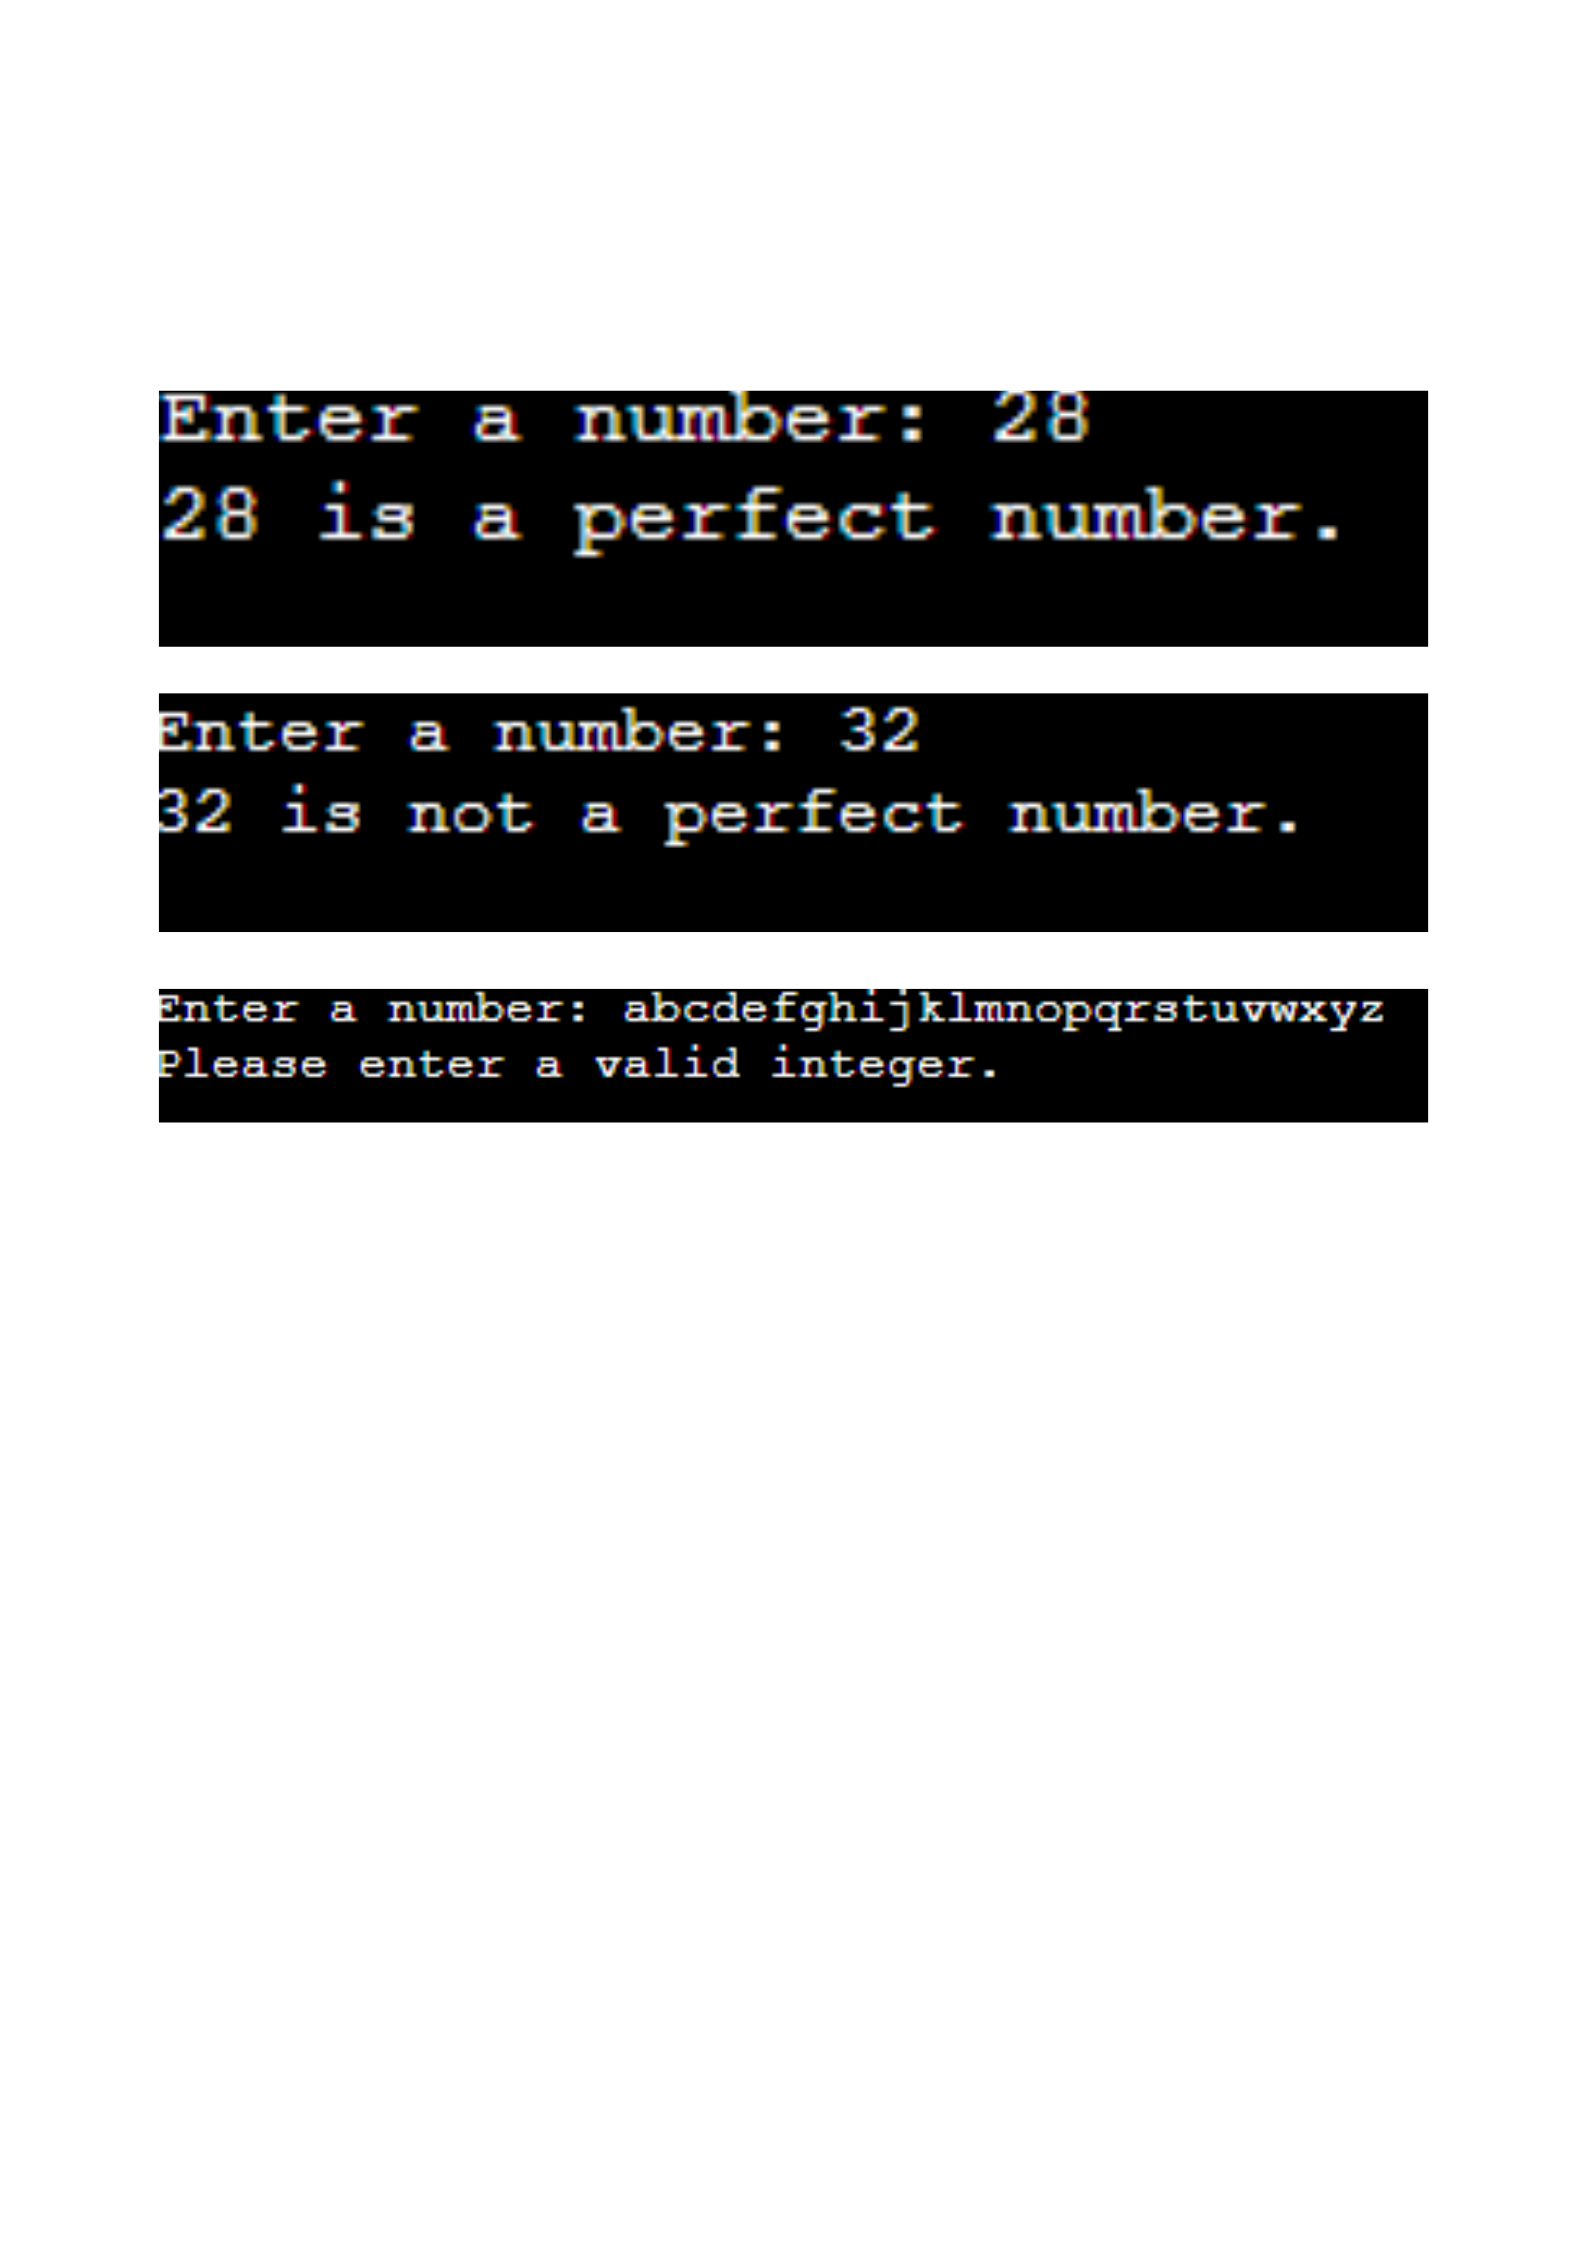 Enter a number: 28
28 is a perfect number.
Enter a number: 32
32 is not a perfect number.
Enter a number: abcdefghijklmnopqrstuvwxyz
Please enter a valid integer.